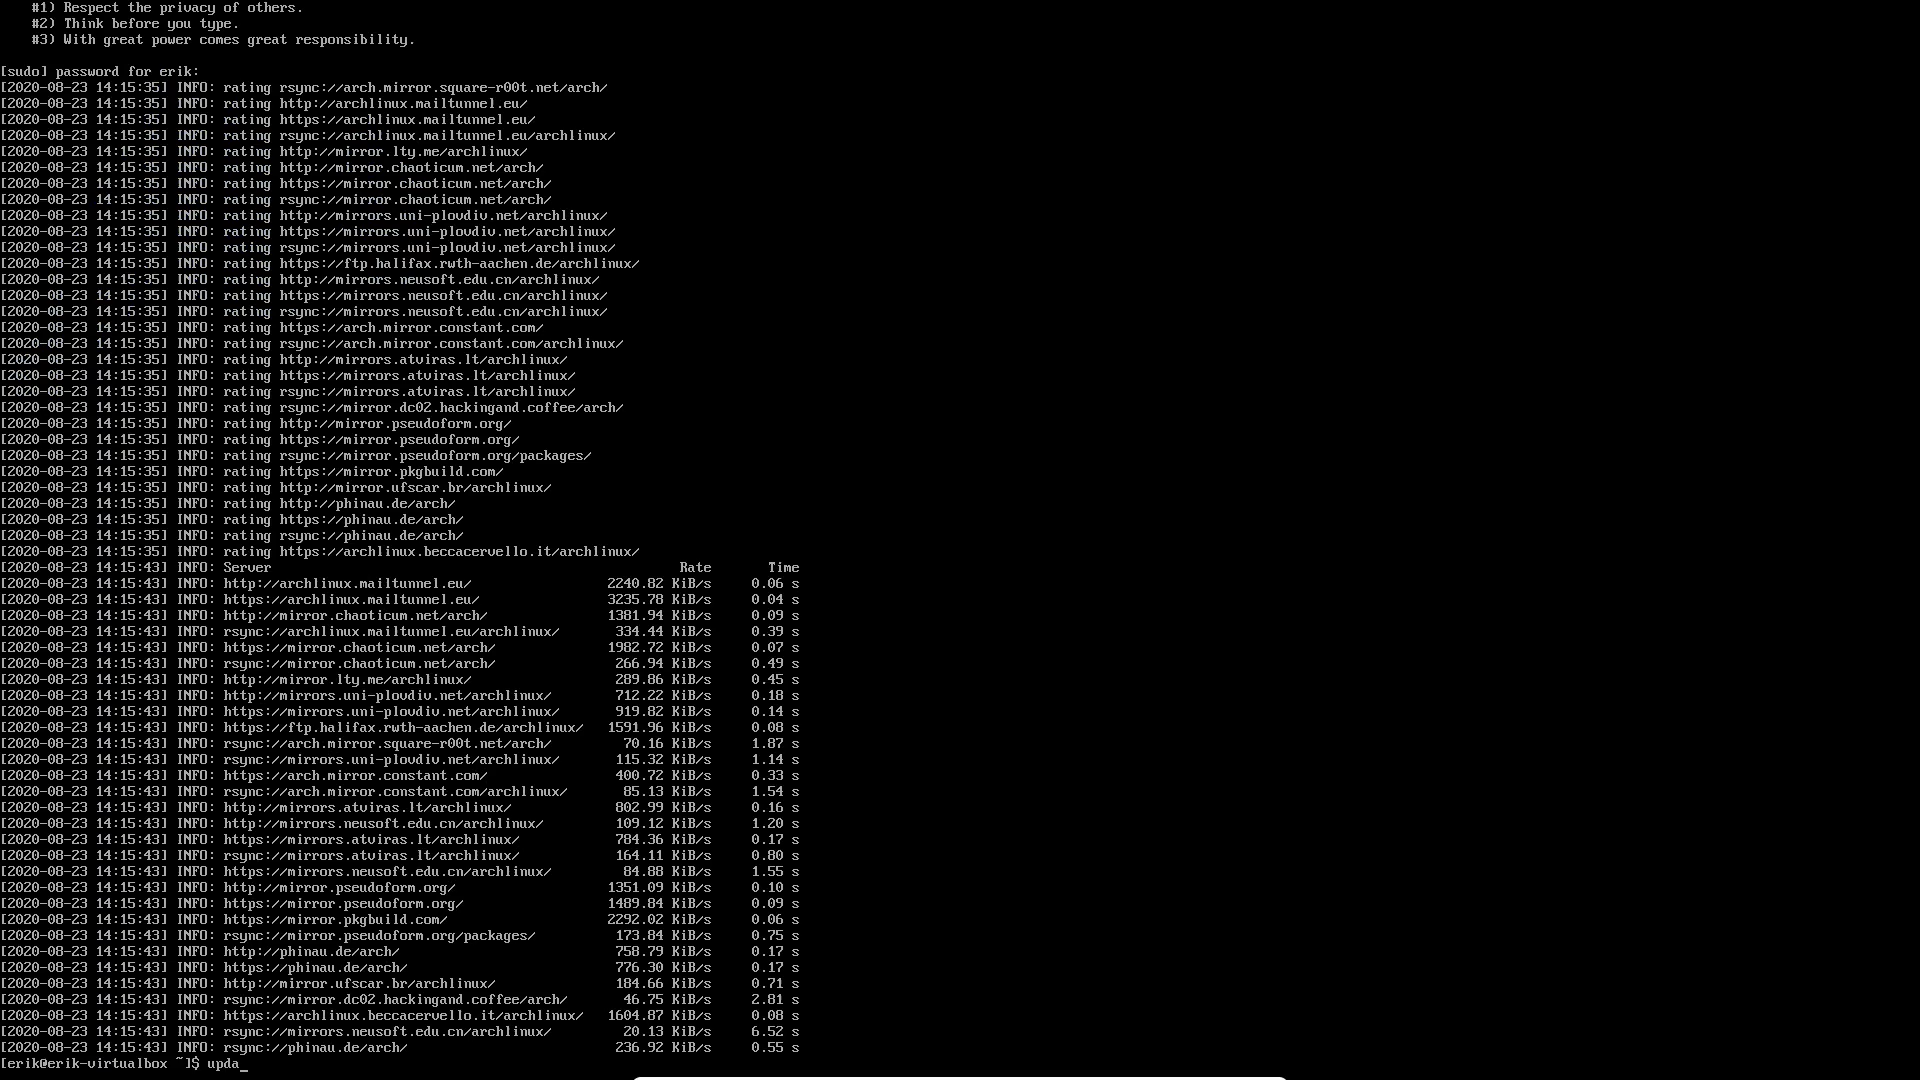 #1) Respect the privacy of others.
#2) Think before you type.
#3) With great power comes great responsibility.
[sudo] password for erik:
[2020-08-23 14:15:35] INFO: rating rsync://arch.mirror.square-r00t.net/arch/
[2020-08-23 14:15:35] INFO: rating http://archlinux.mailtunnel.eu/
[2020-08-23 14:15:35] INFO: rating https://archlinux.mailtunnel.eu/
[2020-08-23 14:15:35] INFO: rating rsync://archlinux.mailtunnel.eu/archlinux/
[2020-08-23 14:15:35] INFO: rating http://mirror.lty.me/archlinux/
[2020-08-23 14:15:35] INFO: rating http://mirror.chaoticum.net/arch/
[2020-08-23 14:15:35] INFO: rating https://mirror.chaoticum.net/arch/
[2020-08-23 14:15:35] INFO: rating rsync://mirror.chaoticum.net/arch/
[2020-08-23 14:15:35] INFO: rating http://mirrors.uni-plovdiv.net/archlinux/
[2020-08-23 14:15:35] INFO: rating https://mirrors.uni-plovdiv.net/archlinux/
[2020-08-23 14:15:35] INFO: rating rsync://mirrors.uni-plovdiv.net/archlinux/
[2020-08-23 14:15:35] INFO: rating https://ftp.halifax.rwth-aachen.de/archlinux/
[2020-08-23 14:15:35] INFO: rating http://mirrors.neusoft.edu.cn/archlinux/
[2020-08-23 14:15:35] INFO: rating https://mirrors.neusoft.edu.cn/archlinux/
[2020-08-23 14:15:35] INFO: rating rsync://mirrors.neusoft.edu.cn/archlinux/
[2020-08-23 14:15:35] INFO: rating https://arch.mirror.constant.com/
[2020-08-23 14:15:35] INFO: rating rsync://arch.mirror.constant.com/archlinux/
[2020-08-23 14:15:35] INFO: rating http://mirrors.atviras.lt/archlinux/
[2020-08-23 14:15:35] INFO: rating https://mirrors.atviras.lt/archlinux/
[2020-08-23 14:15:35] INFO: rating rsync://mirrors.atviras.lt/archlinux/
[2020-08-23 14:15:35] INFO: rating rsync://mirror.dc02.hackingand.coffee/arch/
[2020-08-23 14:15:35] INFO: rating http://mirror.pseudoform.org/
[2020-08-23 14:15:35] INFO: rating https://mirror.pseudoform.org/
[2020-08-23 14:15:35] INFO: rating rsync://mirror.pseudoform.org/packages/
[2020-08-23 14:15:35] INFO: rating https://mirror.pkgbuild.com/
[2020-08-23 14:15:35] INFO: rating http://mirror.ufscar.br/archlinux/
[2020-08-23 14:15:35] INFO: rating http://phinau.de/arch/
[2020-08-23 14:15:35] INFO: rating https://phinau.de/arch/
[2020-08-23 14:15:35] INFO: rating rsync://phinau.de/arch/
[2020-08-23 14:15:35] INFO: rating https://archlinux.beccacervello.it/archlinux/
[2020-08-23 14:15:43] INFO: Server Rate Time
[2020-08-23 14:15:43] INFO: http://archlinux.mailtunnel.eu/ 2240.82 KiB/s 0.06 s
[2020-08-23 14:15:43] INFO: https://archlinux.mailtunnel.eu/ 3235.78 KiB/s 0.04 s
[2020-08-23 14:15:43] INFO: http://mirror.chaoticum.net/arch/ 1381.94 KiB/s 0.09 s
[2020-08-23 14:15:43] INFO: rsync://archlinux.mailtunnel.eu/archlinux/ 334.44 KiB/s 0.39 s
[2020-08-23 14:15:43] INFO: https://mirror.chaoticum.net/arch/ 1982.72 KiB/s 0.07 s
[2020-08-23 14:15:43] INFO: rsync://mirror.chaoticum.net/arch/ 266.94 KiB/s 0.49 s
[2020-08-23 14:15:43] INFO: http://mirror.lty.me/archlinux/ 289.86 KiB/s 0.45 s
[2020-08-23 14:15:43] INFO: http://mirrors.uni-plovdiv.net/archlinux/ 712.22 KiB/s 0.18 s
[2020-08-23 14:15:43] INFO: https://mirrors.uni-plovdiv.net/archlinux/ 919.82 KiB/s 0.14 s
[2020-08-23 14:15:43] INFO: https://ftp.halifax.rwth-aachen.de/archlinux/ 1591.96 KiB/s 0.08 s
[2020-08-23 14:15:43] INFO: rsync://arch.mirror.square-r00t.net/arch/ 70.16 KiB/s 1.87 s
[2020-08-23 14:15:43] INFO: rsync://mirrors.uni-plovdiv.net/archlinux/ 115.32 KiB/s 1.14 s
[2020-08-23 14:15:43] INFO: https://arch.mirror.constant.com/ 400.72 KiB/s 0.33 s
[2020-08-23 14:15:43] INFO: rsync://arch.mirror.constant.com/archlinux/ 85.13 KiB/s 1.54 s
[2020-08-23 14:15:43] INFO: http://mirrors.atviras.lt/archlinux/ 802.99 KiB/s 0.16 s
[2020-08-23 14:15:43] INFO: http://mirrors.neusoft.edu.cn/archlinux/ 109.12 KiB/s 1.20 s
[2020-08-23 14:15:43] INFO: https://mirrors.atviras.lt/archlinux/ 784.36 KiB/s 0.17 s
[2020-08-23 14:15:43] INFO: rsync://mirrors.atviras.lt/archlinux/ 164.11 KiB/s 0.80 s
[2020-08-23 14:15:43] INFO: https://mirrors.neusoft.edu.cn/archlinux/ 84.88 KiB/s 1.55 s
[2020-08-23 14:15:43] INFO: http://mirror.pseudoform.org/ 1351.09 KiB/s 0.10 s
[2020-08-23 14:15:43] INFO: https://mirror.pseudoform.org/ 1489.84 KiB/s 0.09 s
[2020-08-23 14:15:43] INFO: https://mirror.pkgbuild.com/ 2292.02 KiB/s 0.06 s
[2020-08-23 14:15:43] INFO: rsync://mirror.pseudoform.org/packages/ 173.84 KiB/s 0.75 s
[2020-08-23 14:15:43] INFO: http://phinau.de/arch/ 758.79 KiB/s 0.17 s
[2020-08-23 14:15:43] INFO: https://phinau.de/arch/ 776.30 KiB/s 0.17 s
[2020-08-23 14:15:43] INFO: http://mirror.ufscar.br/archlinux/ 184.66 KiB/s 0.71 s
[2020-08-23 14:15:43] INFO: rsync://mirror.dc02.hackingand.coffee/arch/ 46.75 KiB/s 2.81 s
[2020-08-23 14:15:43] INFO: https://archlinux.beccacervello.it/archlinux/ 1604.87 KiB/s 0.08 s
[2020-08-23 14:15:43] INFO: rsync://mirrors.neusoft.edu.cn/archlinux/ 20.13 KiB/s 6.52 s
[2020-08-23 14:15:43] INFO: rsync://phinau.de/arch/ 236.92 KiB/s 0.55 s
[erik@erik-virtualbox ~]$ upda_